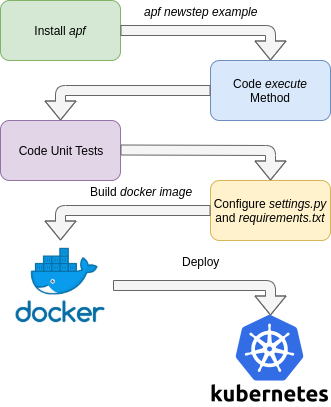 Install apf
apf newstep example
Code execute
Method
Code Unit Tests
Build docker image
Configure settings.py
and requirements.txt
docker
Deploy
kubernetes